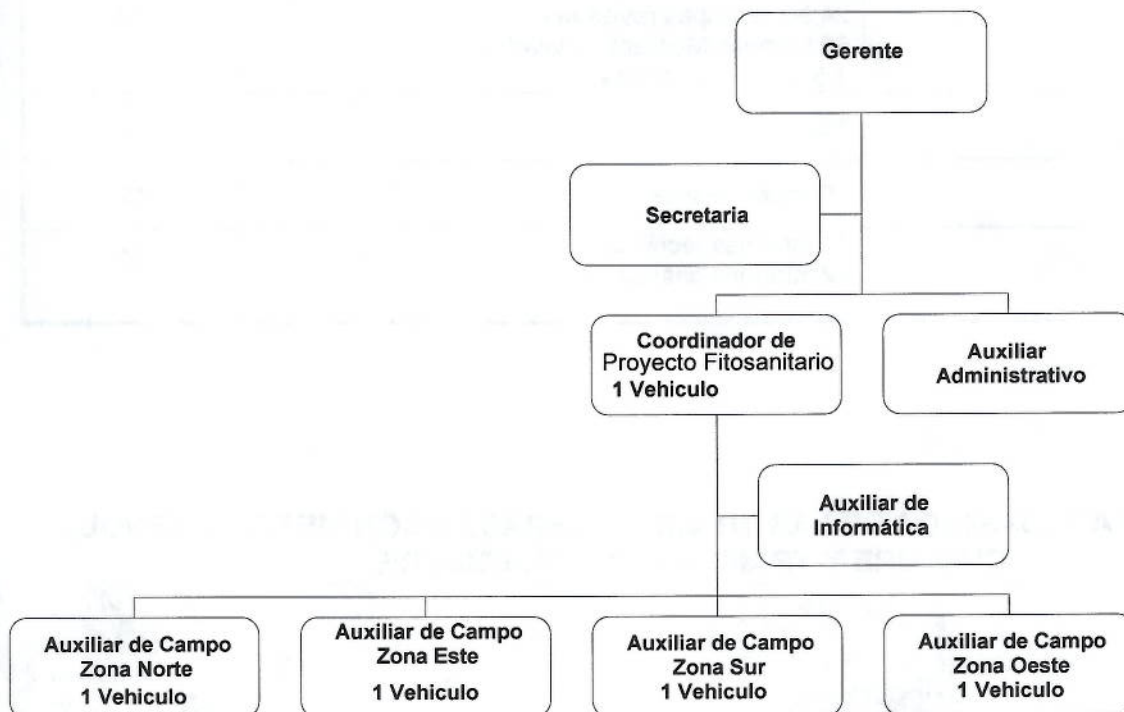 Gerente
Secretaria
Coordinador de
Proyecto Fitosanitario
1 Vehiculo
Auxiliar
Administrativo
Auxiliar de
Informática
Auxiliar de Campo
Zona Norte
1 Vehiculo
Auxiliar de Campo
Zona Este
1 Vehiculo
Auxiliar de Campo
Zona Sur
1 Vehiculo
Auxiliar de Campo
Zona Oeste
1 Vehiculo